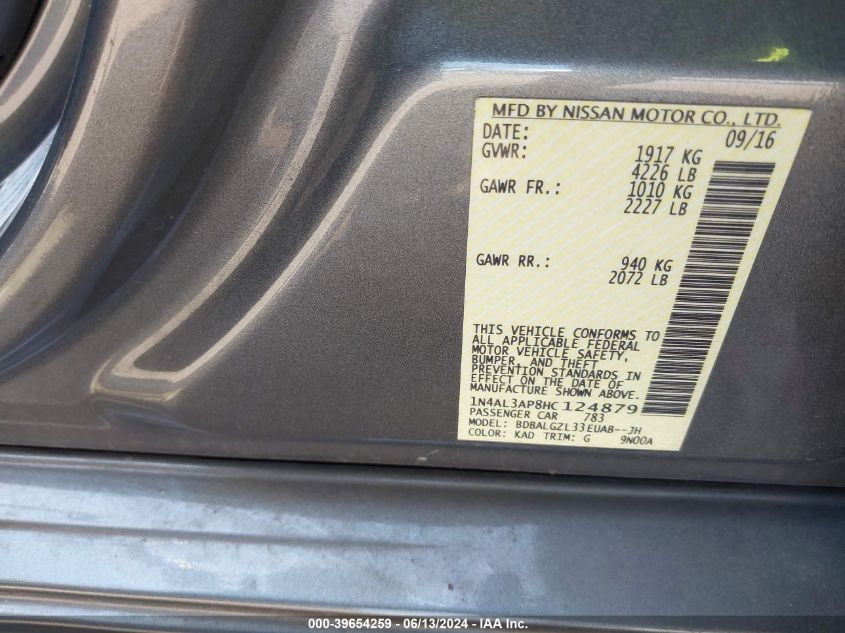 MFD BY NISSAN MOTOR CO., LTD.
DATE: 09/16
GVWR: 1917 KG
4226 LB
GAWR FR.: 1010 KG
2227 LB
GAWR RR.: 940 KG
2072 LB
THIS VEHICLE CONFORMS TO
ALL APPLICABLE FEDERAL
MOTOR VEHICLE SAFETY,
BUMPER, AND THEFT
PREVENTION STANDARDS IN
EFFECT ON THE DATE OF
MANUFACTURE SHOWN ABOVE.
1N4AL3AP8HC 124879
PASSENGER CAR 783
MODEL: BDBALGZL33EUAB--JH
COLOR: KAD TRIM: G 9N00A
000-39654259 - 06/13/2024 - IAA Inc.